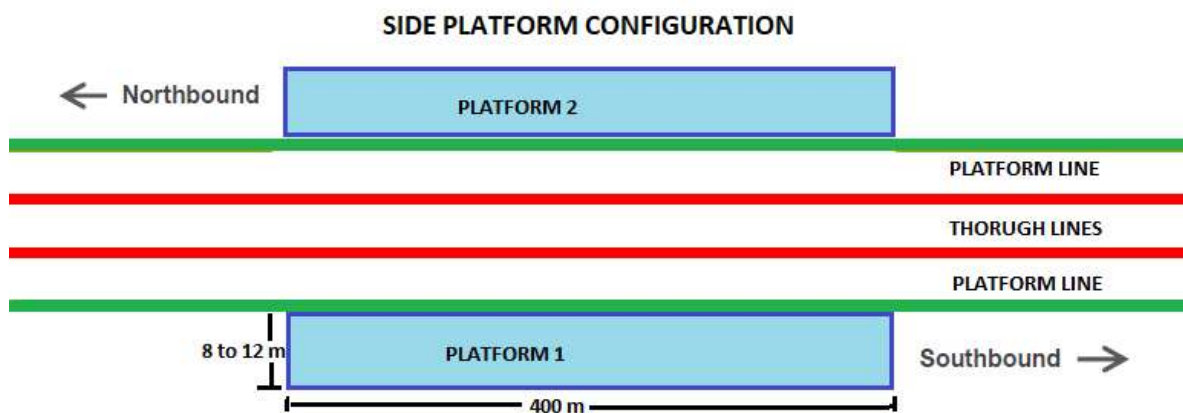 SIDE PLATFORM CONFIGURATION
Northbound
PLATFORM 2
PLATFORM LINE
THORUGH LINES
PLATFORM LINE
8 to 12 m
PLATFORM 1
Southbound
400 m